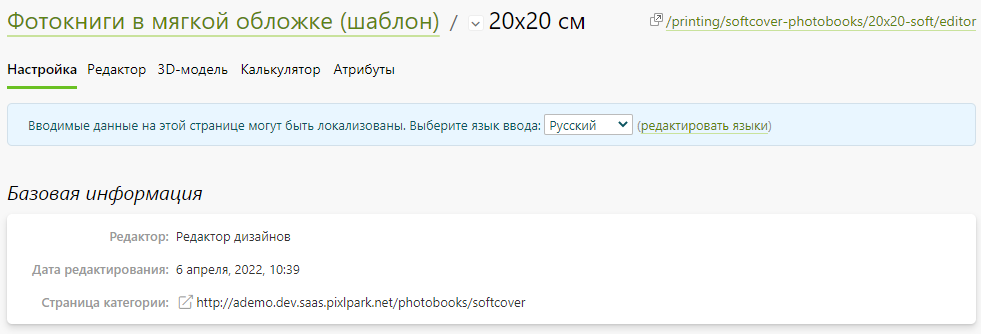 Фотокниги в мягкой обложке (шаблон) / 20x20 см
/printing/softcover-photobooks/20x20-soft/editor
Настройка Редактор 3D-модель Калькулятор Атрибуты
Вводимые данные на этой странице могут быть локализованы. Выберите язык ввода: Русский (редактировать языки)
Базовая информация
Редактор: Редактор дизайнов
Дата редактирования: 6 апреля, 2022, 10:39
Страница категории: http://ademo.dev.saas.pixlpark.net/photobooks/softcover